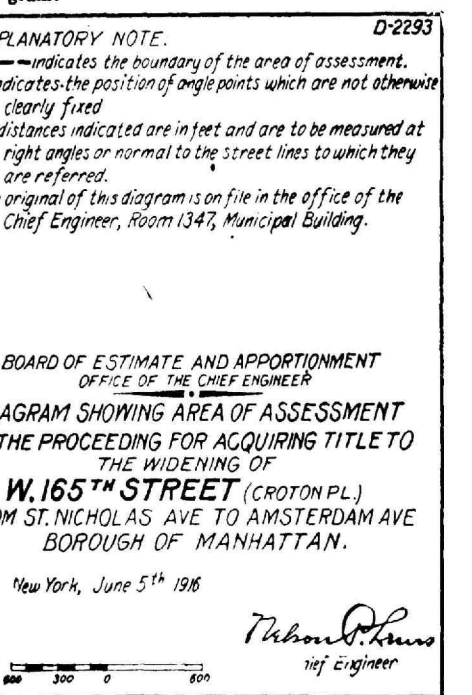 D-2293
PLANATORY NOTE.
indicates the boundary of the area of assessment.
dicates the position of angle points which are not otherwise
clearly fixed
distances indicated are in feet and are to be measured at
right angles or normal to the street lines to which they
are referred.
original of this diagram is on file in the office of the
Chief Engineer, Room 1347, Municipal Building.
BOARD OF ESTIMATE AND APPORTIONMENT
OFFICE OF THE CHIEF ENGINEER
AGRAM SHOWING AREA OF ASSESSMENT
THE PROCEEDING FOR ACQUIRING TITLE TO
THE WIDENING OF
W. 165TH STREET (CROTON PL.)
OM ST. NICHOLAS AVE TO AMSTERDAM AVE
BOROUGH OF MANHATTAN.
New York, June 5th 1916
Nelson P. Lewis
hief Engineer
600 300 0 600